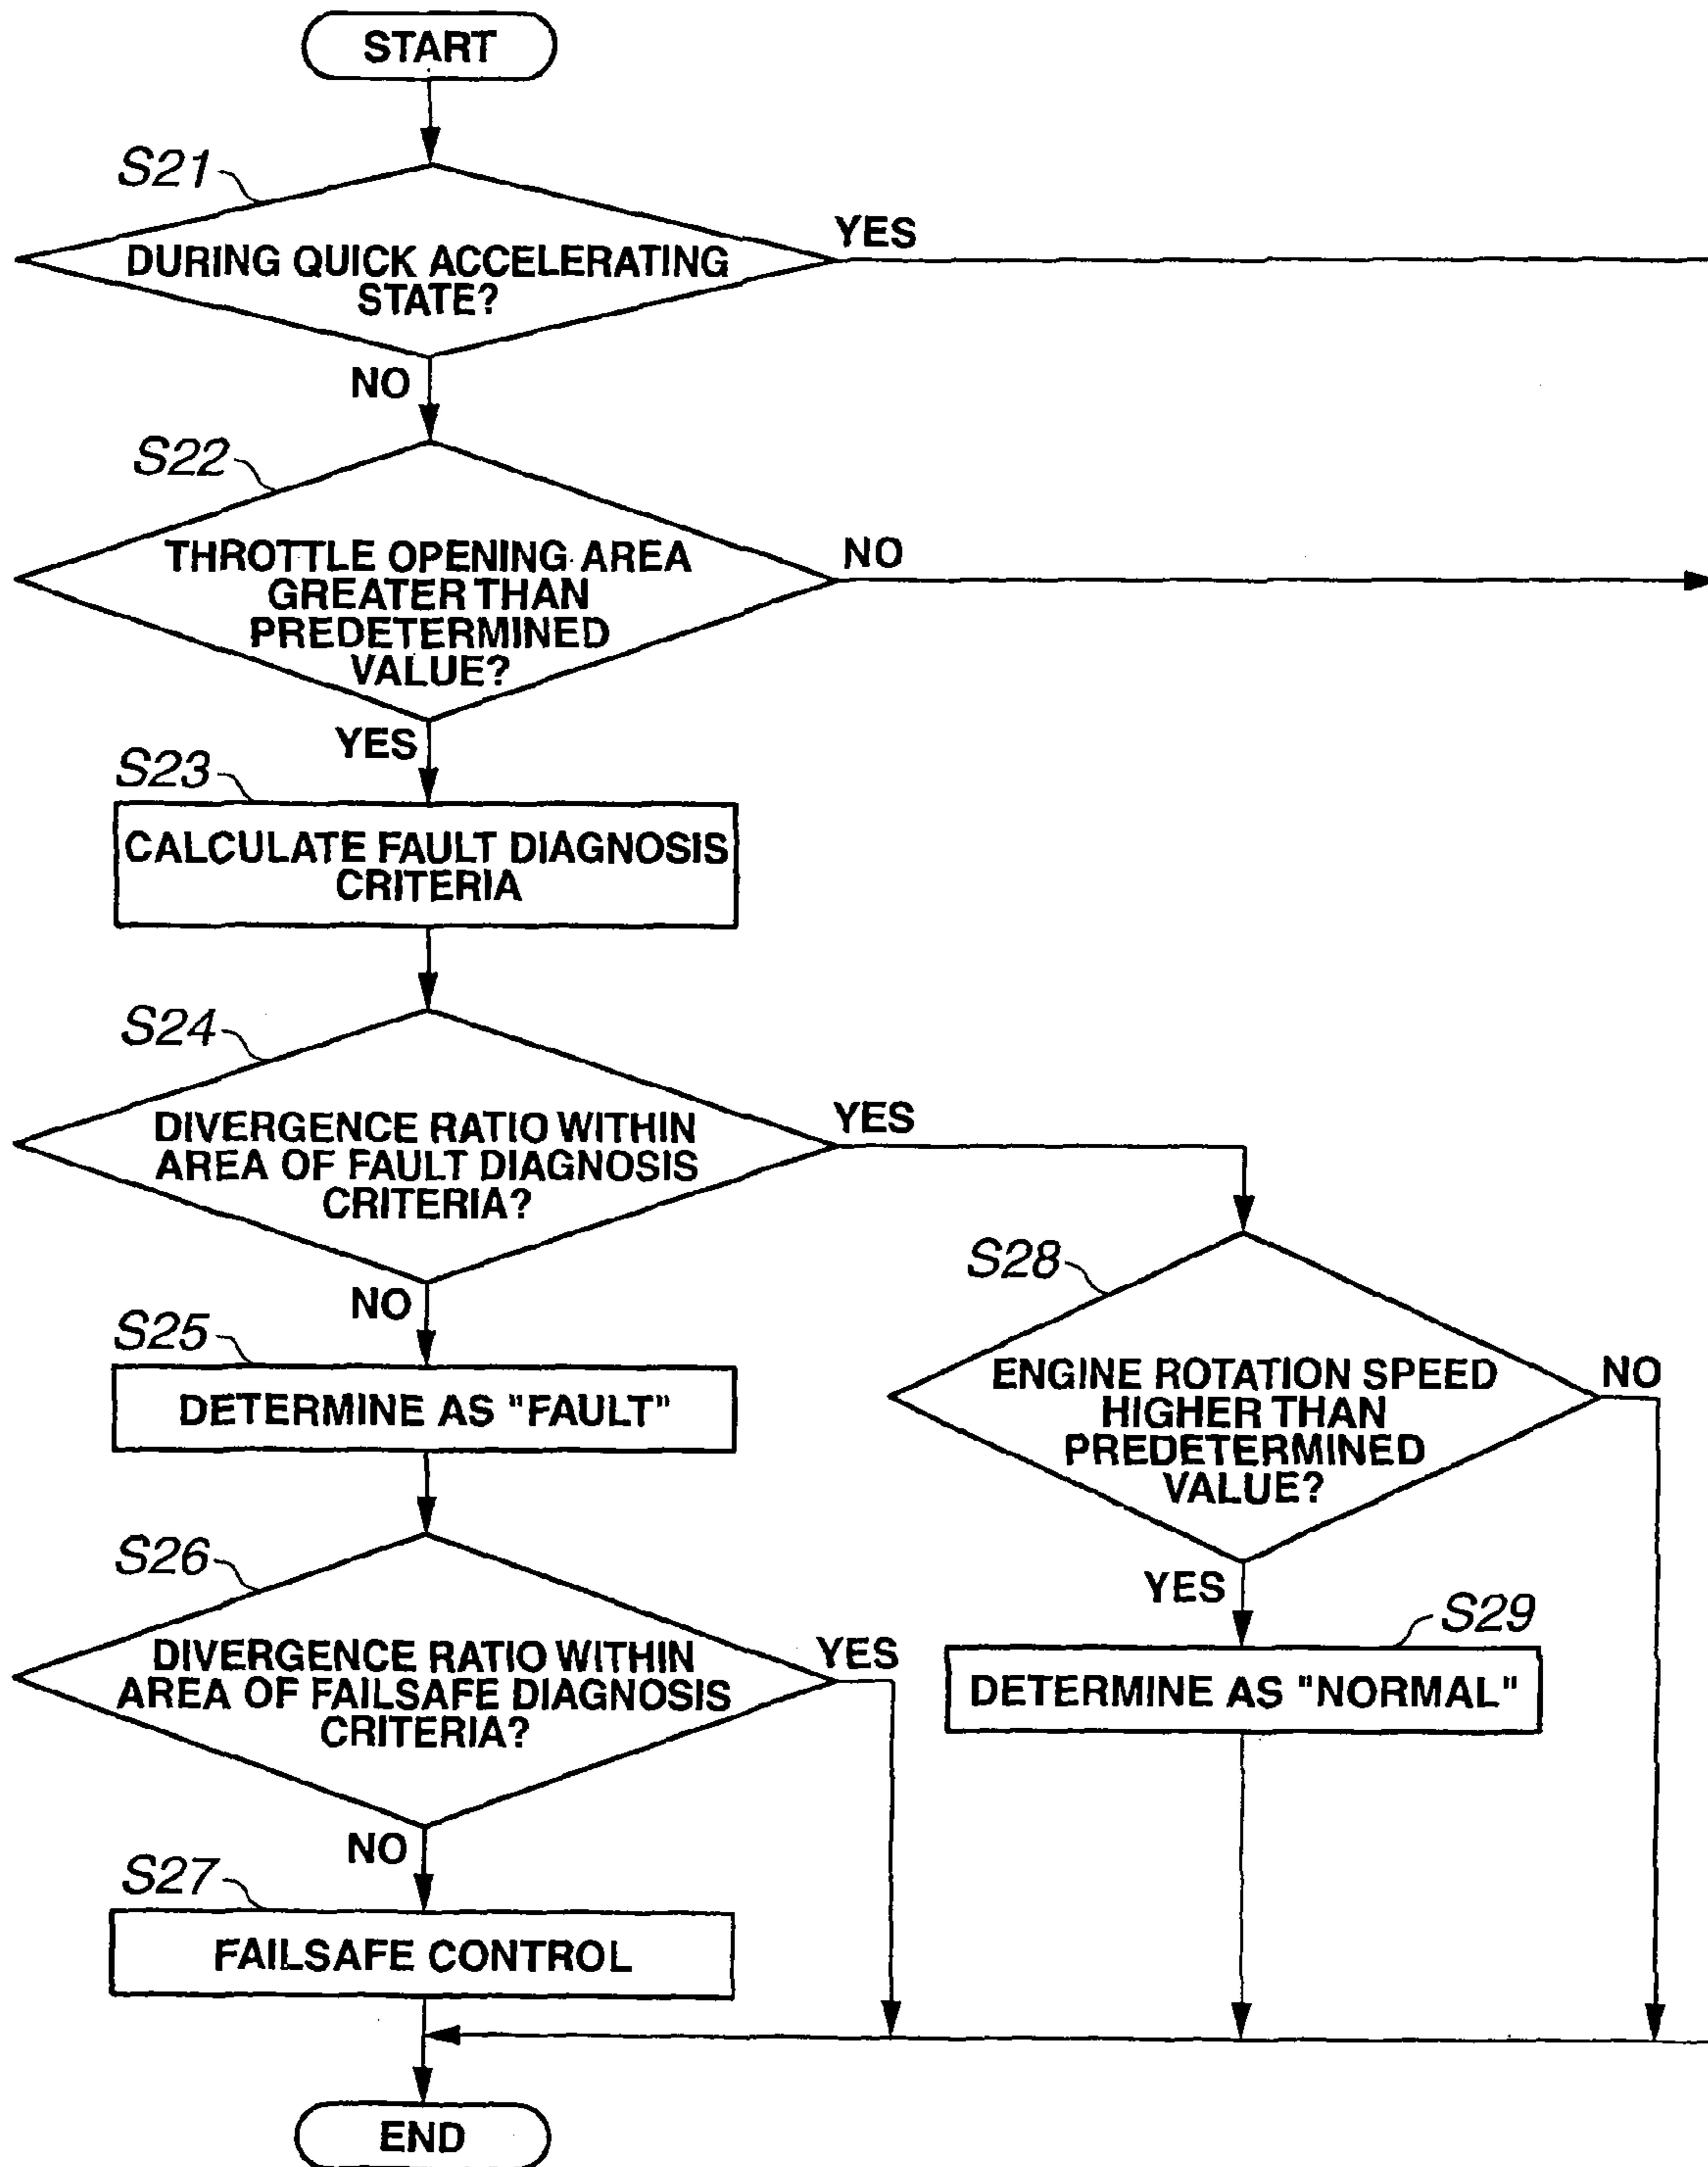 START
S21
DURING QUICK ACCELERATING
STATE?
YES
NO
S22
THROTTLE OPENING AREA
GREATER THAN
PREDETERMINED
VALUE?
NO
YES
S23
CALCULATE FAULT DIAGNOSIS
CRITERIA
S24
DIVERGENCE RATIO WITHIN
AREA OF FAULT DIAGNOSIS
CRITERIA?
YES
NO
S28
ENGINE ROTATION SPEED
HIGHER THAN
PREDETERMINED
VALUE?
NO
YES
S25
DETERMINE AS "FAULT"
S26
DIVERGENCE RATIO WITHIN
AREA OF FAILSAFE DIAGNOSIS
CRITERIA?
YES
NO
S29
DETERMINE AS "NORMAL"
S27
FAILSAFE CONTROL
END